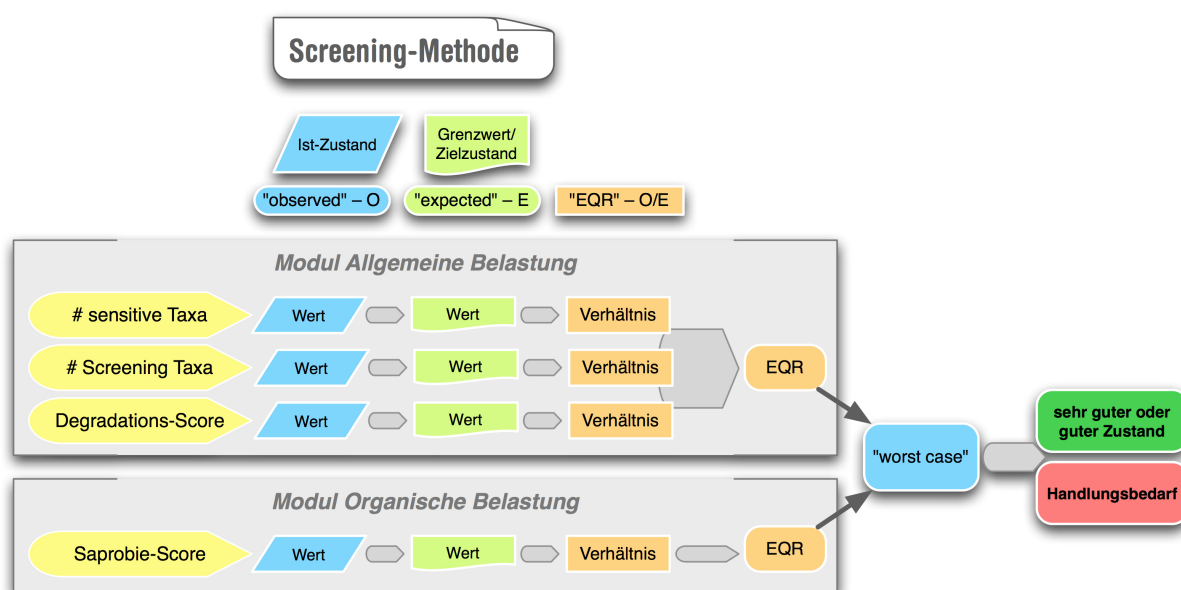 Screening-Methode
Ist-Zustand
Grenzwert/
Zielzustand
"observed" – O
"expected" – E
"EQR" – O/E
Modul Allgemeine Belastung
# sensitive Taxa
Wert
Wert
Verhältnis
# Screening Taxa
Wert
Wert
Verhältnis
EQR
Degradations-Score
Wert
Wert
Verhältnis
"worst case"
sehr guter oder
guter Zustand
Handlungsbedarf
Modul Organische Belastung
Saprobie-Score
Wert
Wert
Verhältnis
EQR